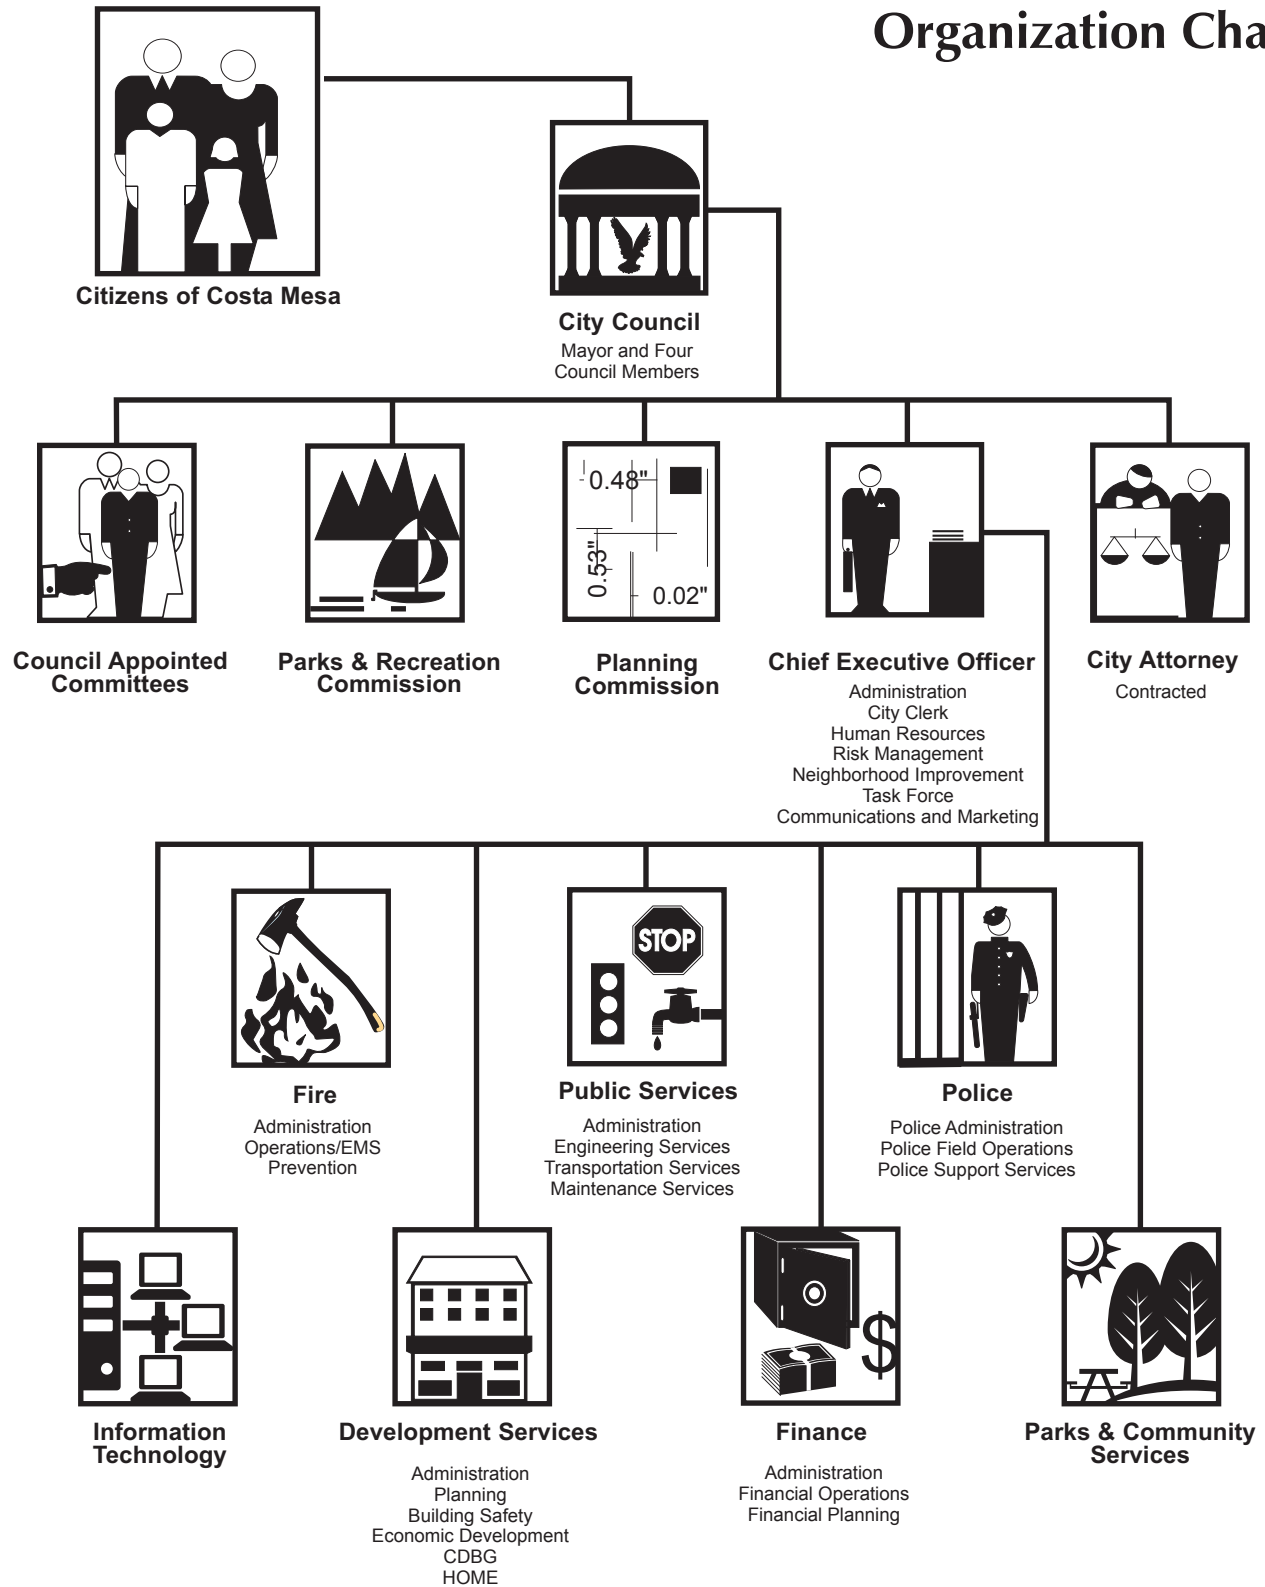 Organization Cha
Citizens of Costa Mesa
City Council
Mayor and Four
Council Members
0.48"
0.53"
0.02"
Council Appointed
Committees
Parks & Recreation
Commission
Planning
Commission
Chief Executive Officer
Administration
City Clerk
Human Resources
Risk Management
Neighborhood Improvement
Task Force
Communications and Marketing
City Attorney
Contracted
STOP
Fire
Administration
Operations/EMS
Prevention
Public Services
Administration
Engineering Services
Transportation Services
Maintenance Services
Police
Police Administration
Police Field Operations
Police Support Services
$
Information
Technology
Development Services
Administration
Planning
Building Safety
Economic Development
CDBG
HOME
Finance
Administration
Financial Operations
Financial Planning
Parks & Community
Services